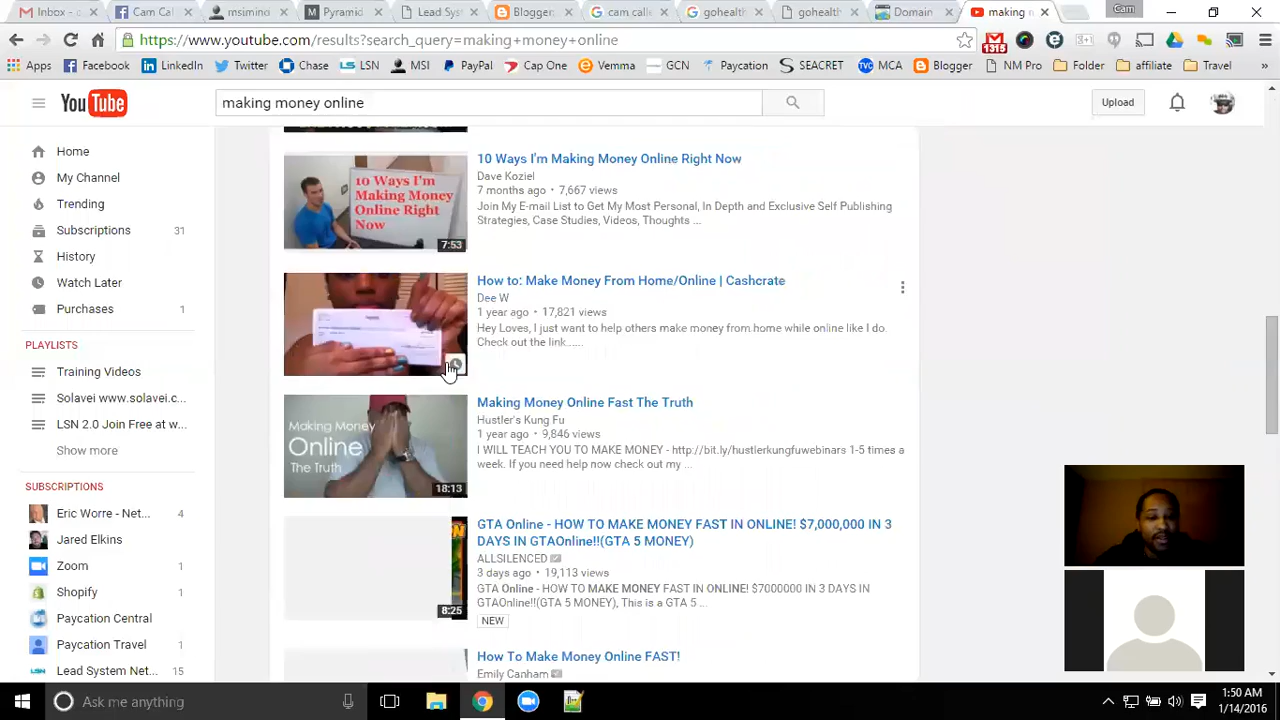 Inbox - c
Cam Cal
msimind
Pyramid
Lead Sys
Blogger:
cam calle
gohealth
gohealth
Domain
making m
Cam
https://www.youtube.com/results?search_query=making+money+online
1315
Apps Facebook LinkedIn Twitter Chase LSN MSI PayPal Cap One Vemma GCN Paycation SEACRET MCA Blogger NM Pro Folder affiliate Travel
YouTube
making money online
Upload
Home
My Channel
Trending
Subscriptions 31
History
Watch Later
Purchases 1
PLAYLISTS
Training Videos
Solavei www.solavei.c...
LSN 2.0 Join Free at w...
Show more
SUBSCRIPTIONS
Eric Worre - Net... 4
Jared Elkins
Zoom 1
Shopify 1
Paycation Central
Paycation Travel 1
Lead System Net... 15
10 Ways I'm
Making Money
Online Right
Now
7:53
10 Ways I'm Making Money Online Right Now
Dave Koziel
7 months ago • 7,667 views
Join My E-mail List to Get My Most Personal, In Depth and Exclusive Self Publishing
Strategies, Case Studies, Videos, Thoughts ...
How to: Make Money From Home/Online | Cashcrate
Dee W
1 year ago • 17,821 views
Hey Loves, I just want to help others make money from home while online like I do.
Check out the link......
Making Money
Online
The Truth
18:13
Making Money Online Fast The Truth
Hustler's Kung Fu
1 year ago • 9,846 views
I WILL TEACH YOU TO MAKE MONEY - http://bit.ly/hustlerkungfuwebinars 1-5 times a
week. If you need help now check out my ...
8:25
GTA Online - HOW TO MAKE MONEY FAST IN ONLINE! $7,000,000 IN 3
DAYS IN GTAOnline!!(GTA 5 MONEY)
ALLSILENCED
3 days ago • 19,113 views
GTA Online - HOW TO MAKE MONEY FAST IN ONLINE! $7000000 IN 3 DAYS IN
GTAOnline!!(GTA 5 MONEY), This is a GTA 5 ...
NEW
How To Make Money Online FAST!
Emily Canham
Ask me anything
1:50 AM
1/14/2016